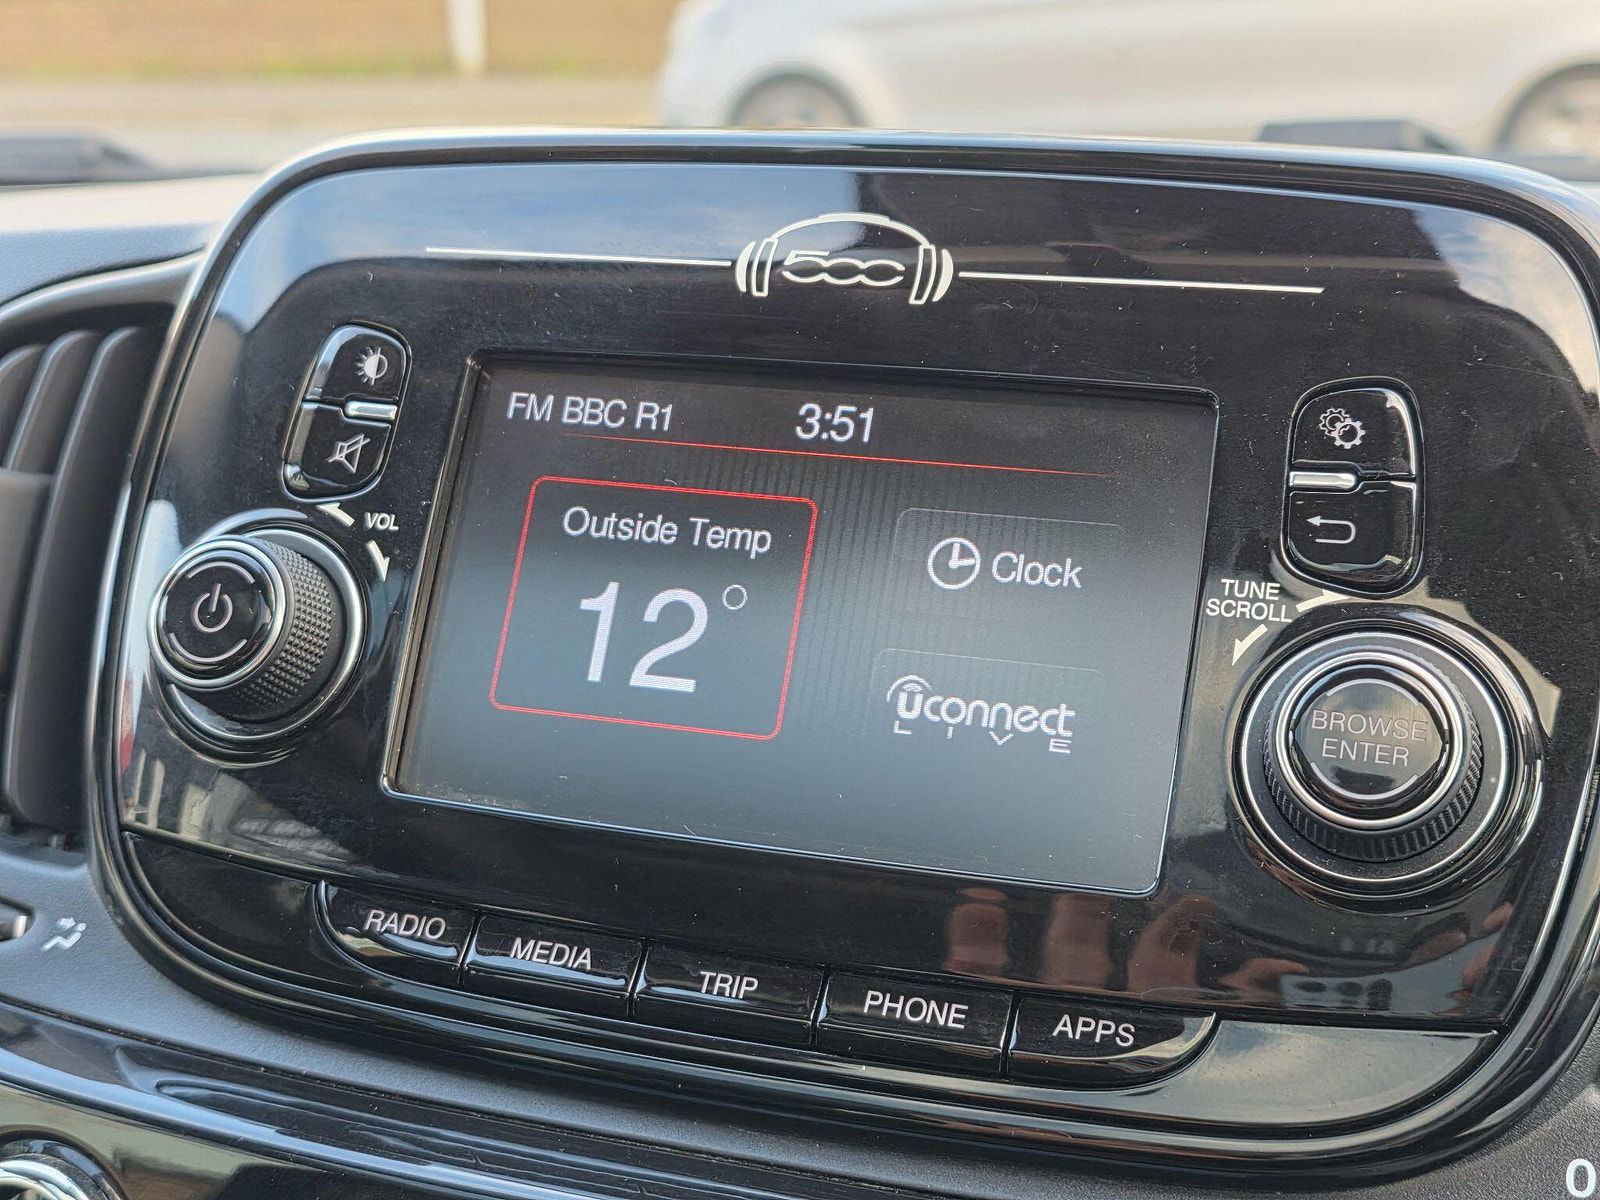 500
FM BBC R1
3:51
Outside Temp
12°
Clock
uconnect
LIVE
VOL
TUNE
SCROLL
BROWSE
ENTER
RADIO
MEDIA
TRIP
PHONE
APPS